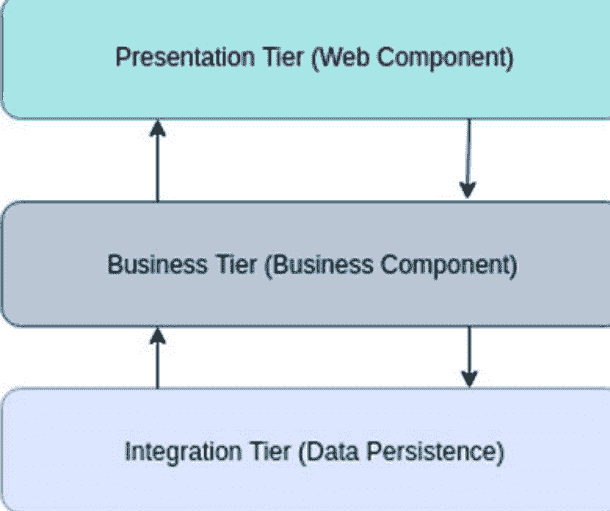 Presentation Tier (Web Component)
Business Tier (Business Component)
Integration Tier (Data Persistence)